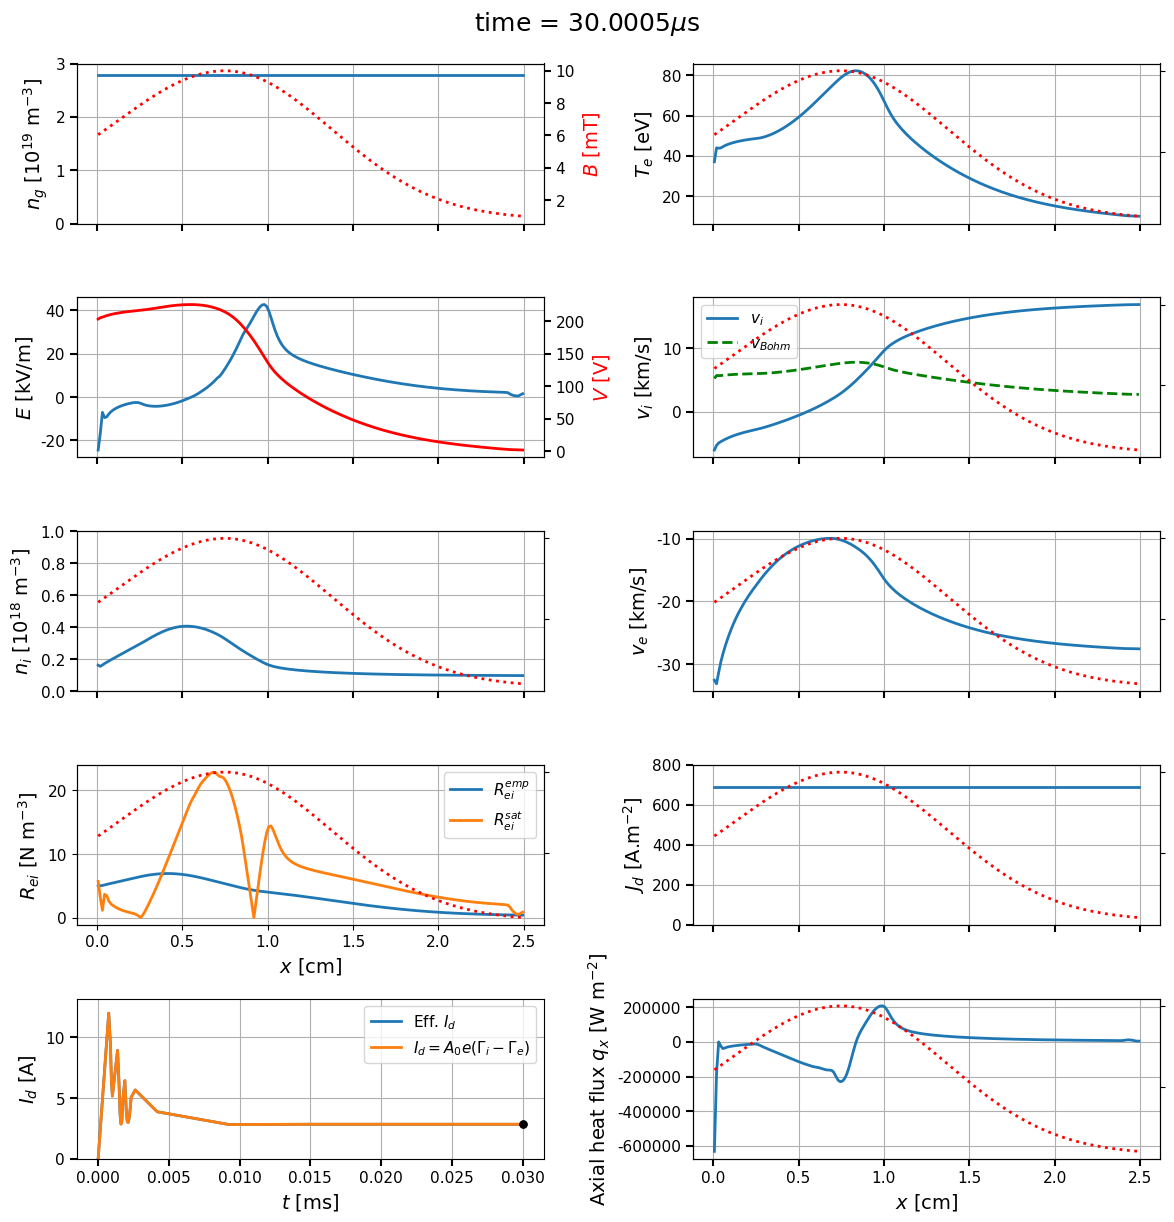 time = 30.0005μs
3
2
1
0
n_g [10^19 m^−3]
10
8
6
4
2
B [mT]
80
60
40
20
T_e [eV]
40
20
0
-20
E [kV/m]
200
150
100
50
0
V [V]
10
0
v_i [km/s]
v_i
v_Bohm
1.0
0.8
0.6
0.4
0.2
0.0
n_i [10^18 m^−3]
-10
-20
-30
v_e [km/s]
20
10
0
R_ei [N m^−3]
R_ei^emp
R_ei^sat
0.0 0.5 1.0 1.5 2.0 2.5
x [cm]
800
600
400
200
0
J_d [A.m^−2]
10
5
0
I_d [A]
Eff. I_d
I_d = A_0e(Γ_i − Γ_e)
0.000 0.005 0.010 0.015 0.020 0.025 0.030
t [ms]
200000
0
-200000
-400000
-600000
Axial heat flux q_x [W m^−2]
0.0 0.5 1.0 1.5 2.0 2.5
x [cm]